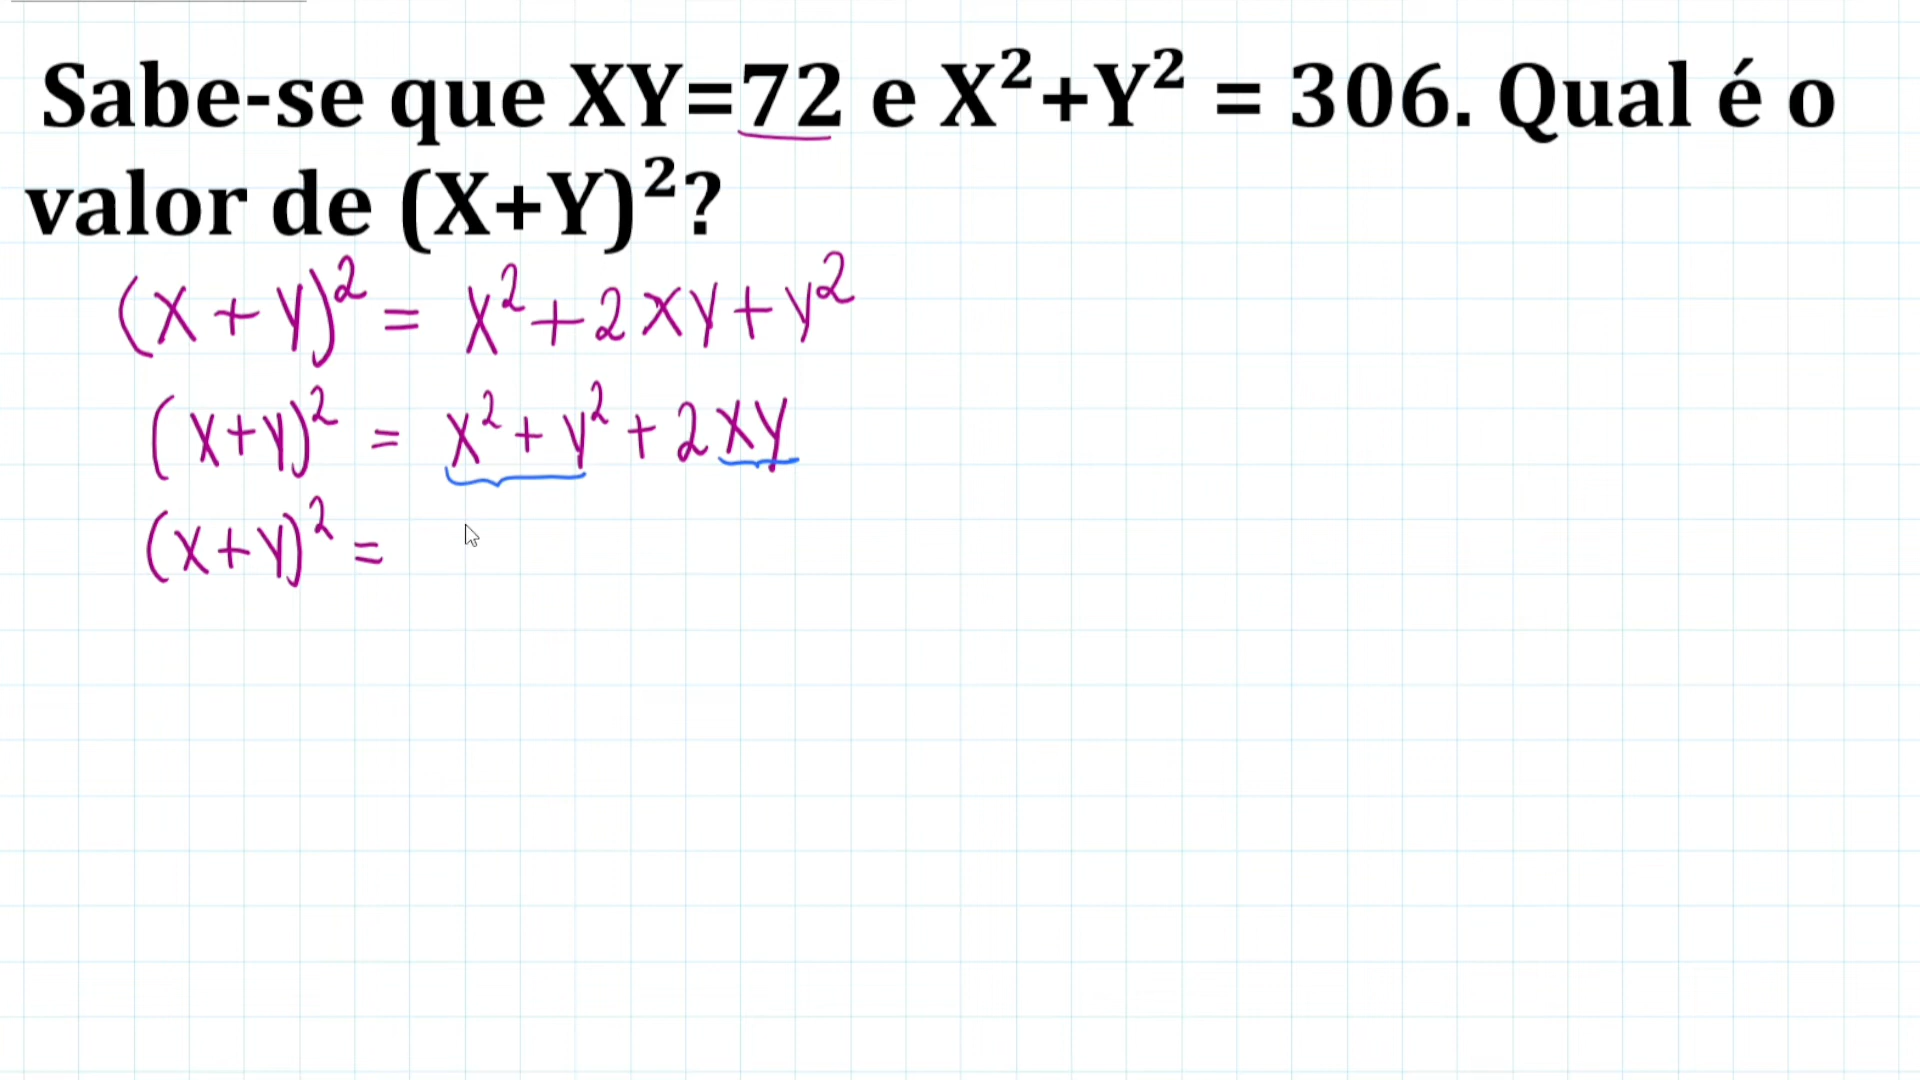 Sabe-se que XY=72 e X²+Y² = 306. Qual é o
valor de (X+Y)²?
(x+y)² = x²+2xy+y²
(x+y)² = x²+y²+2xy
(x+y)² =